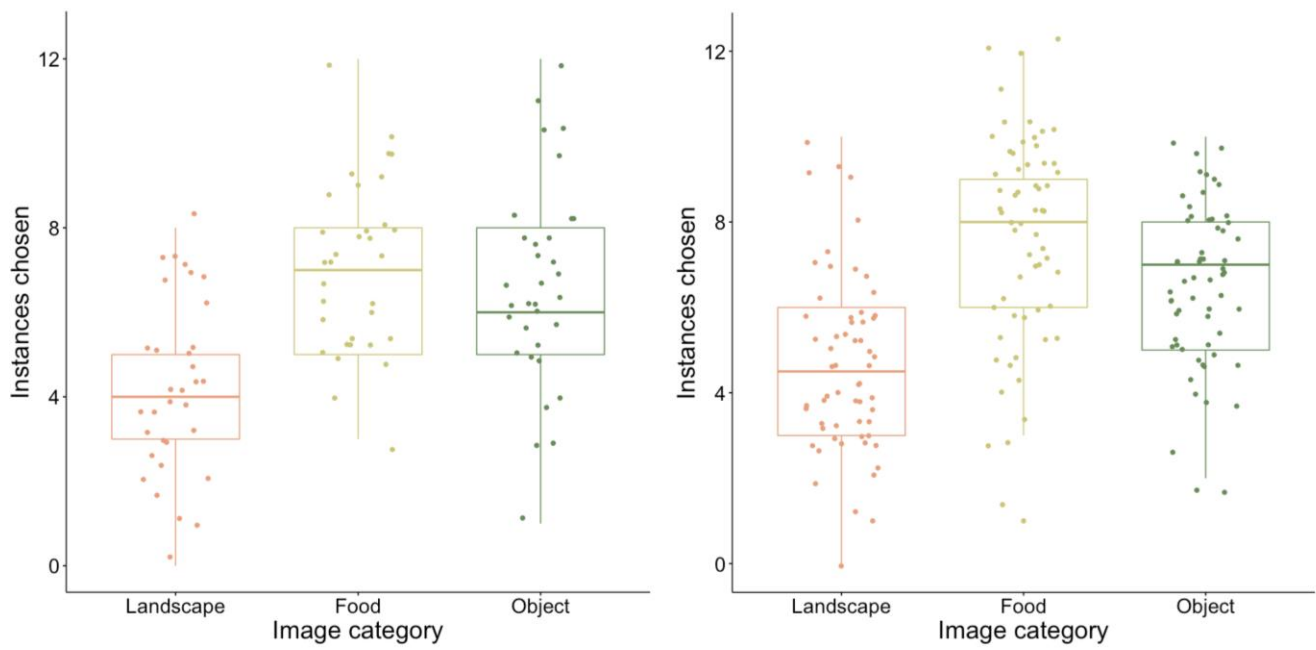 Instances chosen
12
8
4
0
Landscape
Food
Object
Image category
Instances chosen
12
8
4
0
Landscape
Food
Object
Image category